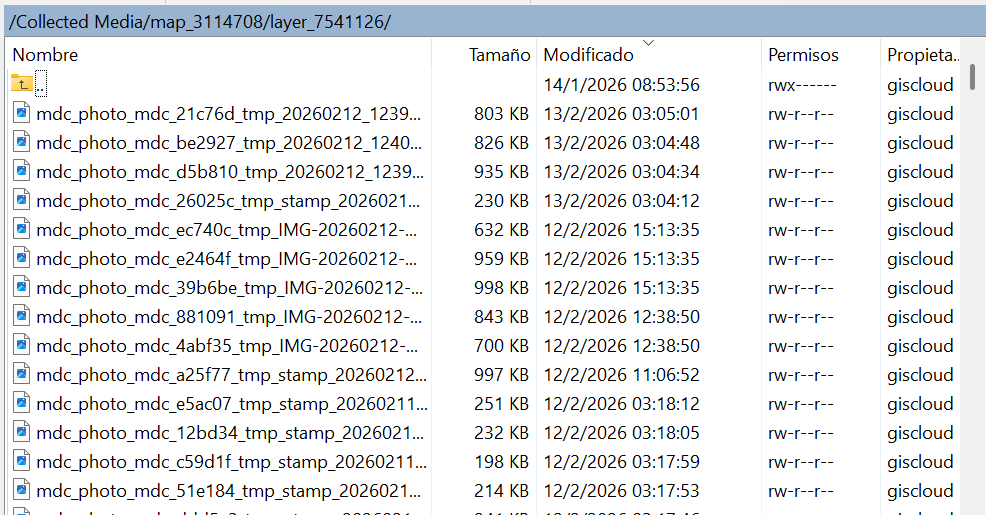 /Collected Media/map_3114708/layer_7541126/
Nombre Tamaño Modificado Permisos Propieta...
.. 14/1/2026 08:53:56 rwx------ giscloud
mdc_photo_mdc_21c76d_tmp_20260212_1239... 803 KB 13/2/2026 03:05:01 rw-r--r-- giscloud
mdc_photo_mdc_be2927_tmp_20260212_1240... 826 KB 13/2/2026 03:04:48 rw-r--r-- giscloud
mdc_photo_mdc_d5b810_tmp_20260212_1239... 935 KB 13/2/2026 03:04:34 rw-r--r-- giscloud
mdc_photo_mdc_26025c_tmp_stamp_2026021... 230 KB 13/2/2026 03:04:12 rw-r--r-- giscloud
mdc_photo_mdc_ec740c_tmp_IMG-20260212-... 632 KB 12/2/2026 15:13:35 rw-r--r-- giscloud
mdc_photo_mdc_e2464f_tmp_IMG-20260212-... 959 KB 12/2/2026 15:13:35 rw-r--r-- giscloud
mdc_photo_mdc_39b6be_tmp_IMG-20260212-... 998 KB 12/2/2026 15:13:35 rw-r--r-- giscloud
mdc_photo_mdc_881091_tmp_IMG-20260212-... 843 KB 12/2/2026 12:38:50 rw-r--r-- giscloud
mdc_photo_mdc_4abf35_tmp_IMG-20260212-... 700 KB 12/2/2026 12:38:50 rw-r--r-- giscloud
mdc_photo_mdc_a25f77_tmp_stamp_20260212... 997 KB 12/2/2026 11:06:52 rw-r--r-- giscloud
mdc_photo_mdc_e5ac07_tmp_stamp_20260211... 251 KB 12/2/2026 03:18:12 rw-r--r-- giscloud
mdc_photo_mdc_12bd34_tmp_stamp_2026021... 232 KB 12/2/2026 03:18:05 rw-r--r-- giscloud
mdc_photo_mdc_c59d1f_tmp_stamp_20260211... 198 KB 12/2/2026 03:17:59 rw-r--r-- giscloud
mdc_photo_mdc_51e184_tmp_stamp_2026021... 214 KB 12/2/2026 03:17:53 rw-r--r-- giscloud